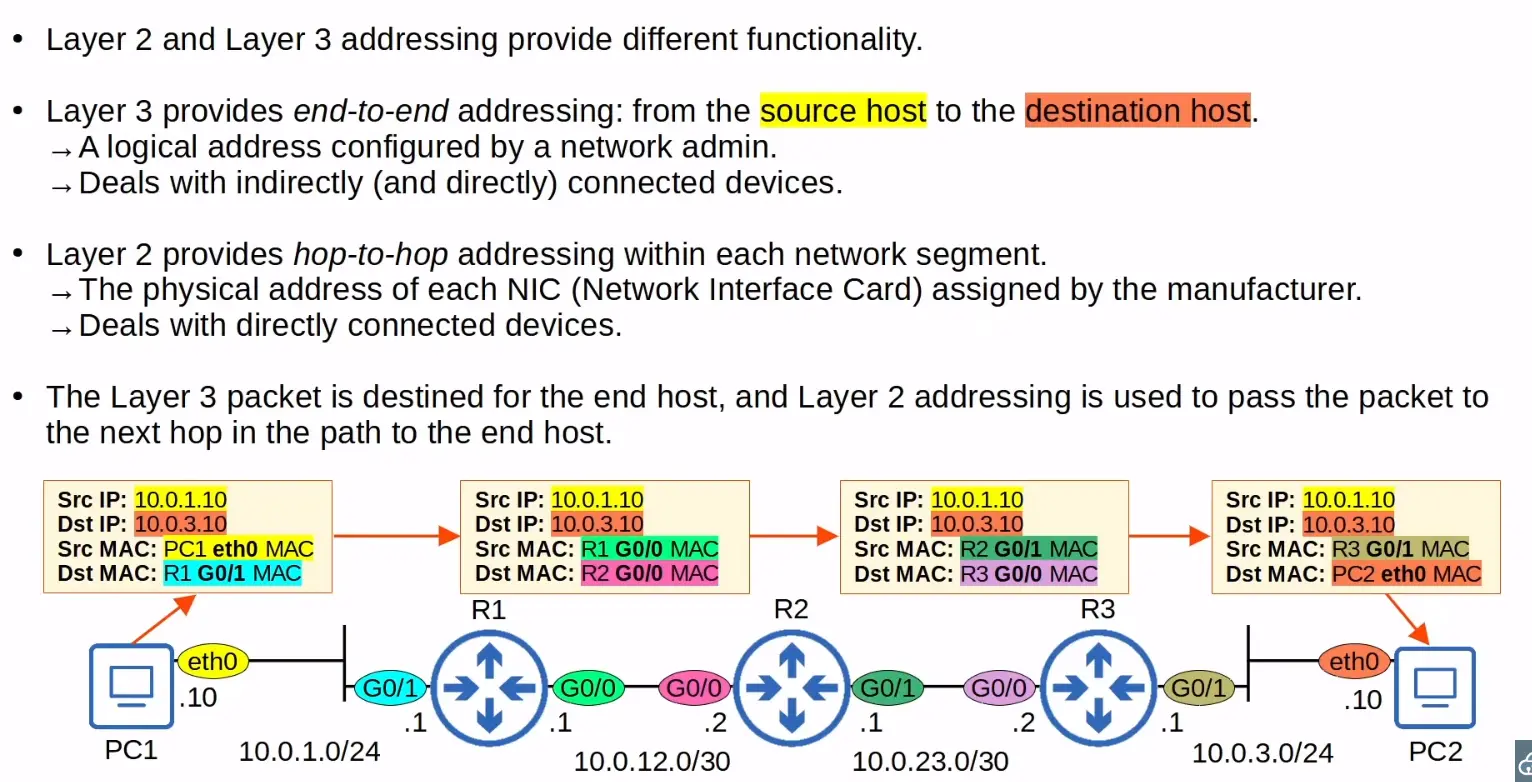 • Layer 2 and Layer 3 addressing provide different functionality.
• Layer 3 provides end-to-end addressing: from the source host to the destination host.
→ A logical address configured by a network admin.
→ Deals with indirectly (and directly) connected devices.
• Layer 2 provides hop-to-hop addressing within each network segment.
→ The physical address of each NIC (Network Interface Card) assigned by the manufacturer.
→ Deals with directly connected devices.
• The Layer 3 packet is destined for the end host, and Layer 2 addressing is used to pass the packet to
the next hop in the path to the end host.
Src IP: 10.0.1.10
Dst IP: 10.0.3.10
Src MAC: PC1 eth0 MAC
Dst MAC: R1 G0/1 MAC
Src IP: 10.0.1.10
Dst IP: 10.0.3.10
Src MAC: R1 G0/0 MAC
Dst MAC: R2 G0/0 MAC
Src IP: 10.0.1.10
Dst IP: 10.0.3.10
Src MAC: R2 G0/1 MAC
Dst MAC: R3 G0/0 MAC
Src IP: 10.0.1.10
Dst IP: 10.0.3.10
Src MAC: R3 G0/1 MAC
Dst MAC: PC2 eth0 MAC
R1
R2
R3
eth0
G0/1
G0/0
G0/0
G0/1
G0/0
G0/1
eth0
.10
.1
.1
.2
.1
.2
.1
.10
PC1
10.0.1.0/24
10.0.12.0/30
10.0.23.0/30
10.0.3.0/24
PC2